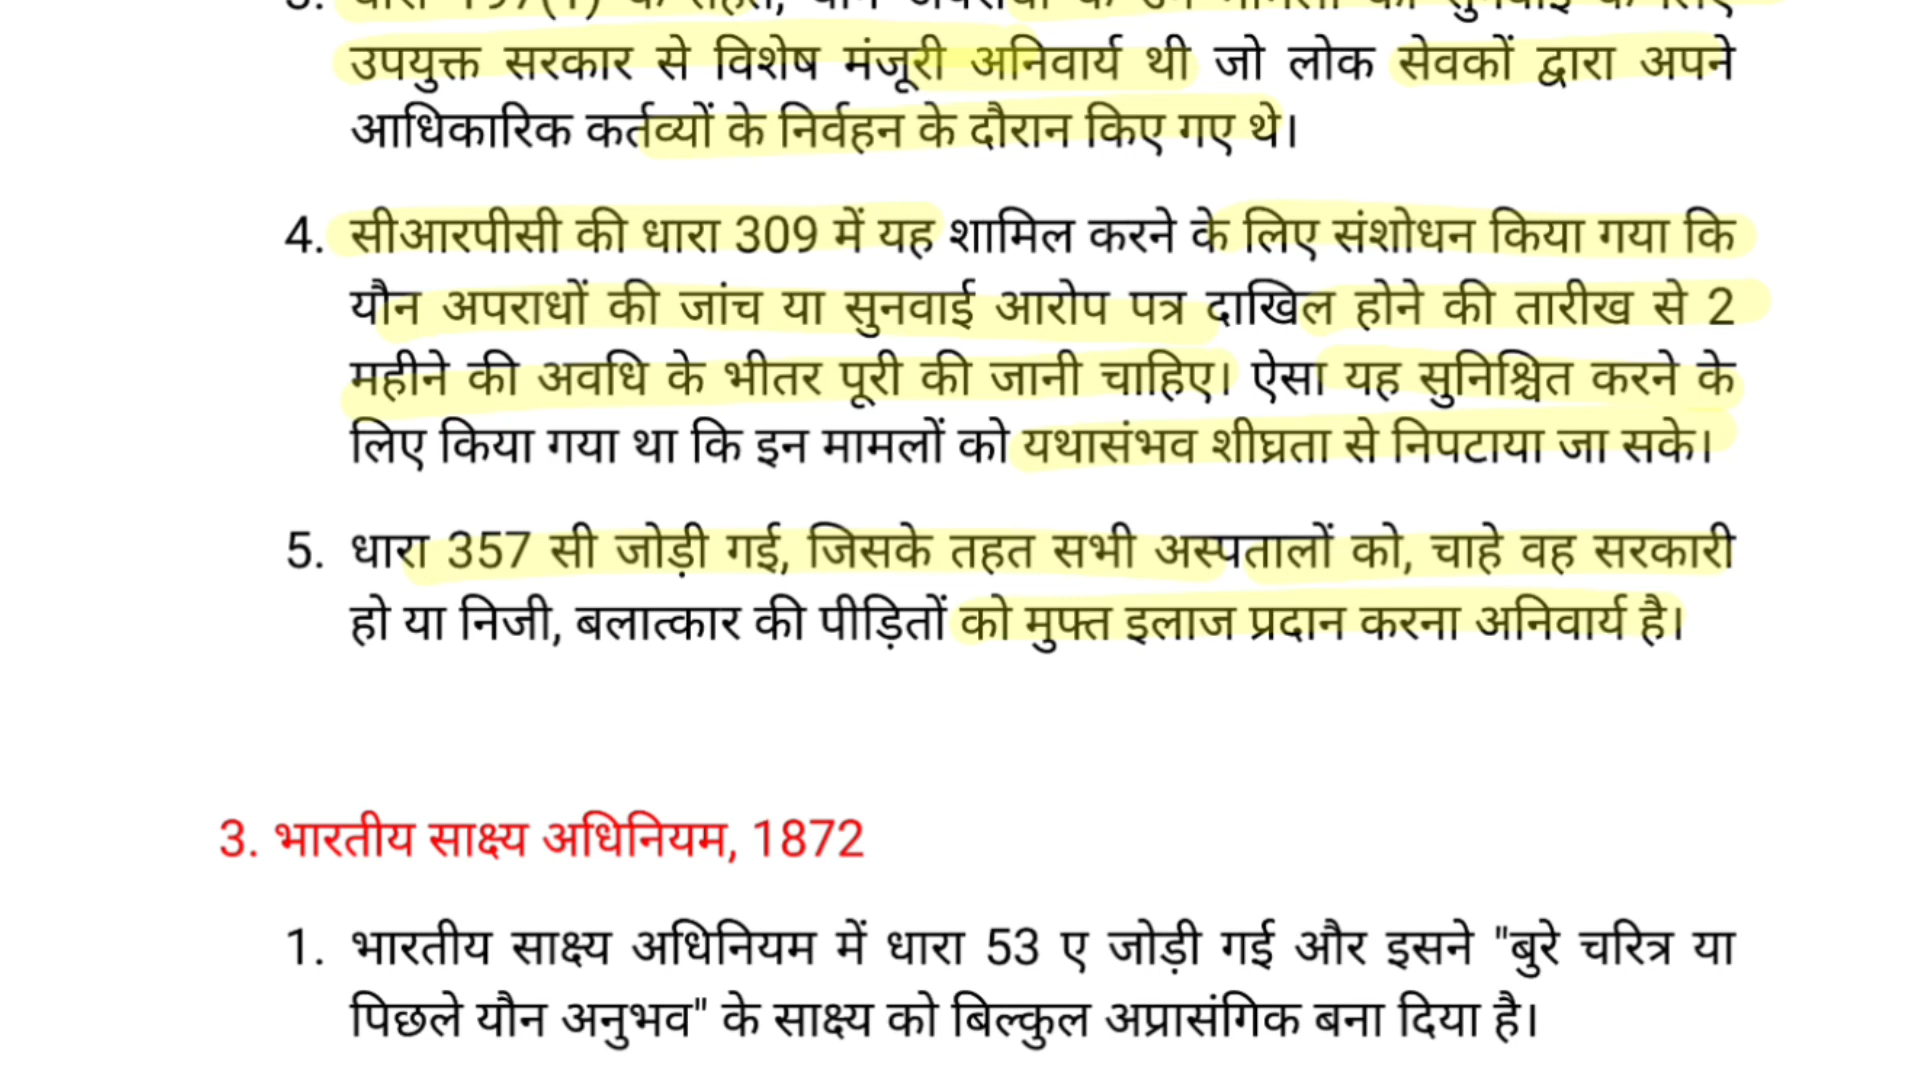 उपयुक्त सरकार से विशेष मंजूरी अनिवार्य थी जो लोक सेवकों द्वारा अपने
आधिकारिक कर्तव्यों के निर्वहन के दौरान किए गए थे।
4. सीआरपीसी की धारा 309 में यह शामिल करने के लिए संशोधन किया गया कि
यौन अपराधों की जांच या सुनवाई आरोप पत्र दाखिल होने की तारीख से 2
महीने की अवधि के भीतर पूरी की जानी चाहिए। ऐसा यह सुनिश्चित करने के
लिए किया गया था कि इन मामलों को यथासंभव शीघ्रता से निपटाया जा सके।
5. धारा 357 सी जोड़ी गई, जिसके तहत सभी अस्पतालों को, चाहे वह सरकारी
हो या निजी, बलात्कार की पीड़ितों को मुफ्त इलाज प्रदान करना अनिवार्य है।
3. भारतीय साक्ष्य अधिनियम, 1872
1. भारतीय साक्ष्य अधिनियम में धारा 53 ए जोड़ी गई और इसने "बुरे चरित्र या
पिछले यौन अनुभव" के साक्ष्य को बिल्कुल अप्रासंगिक बना दिया है।